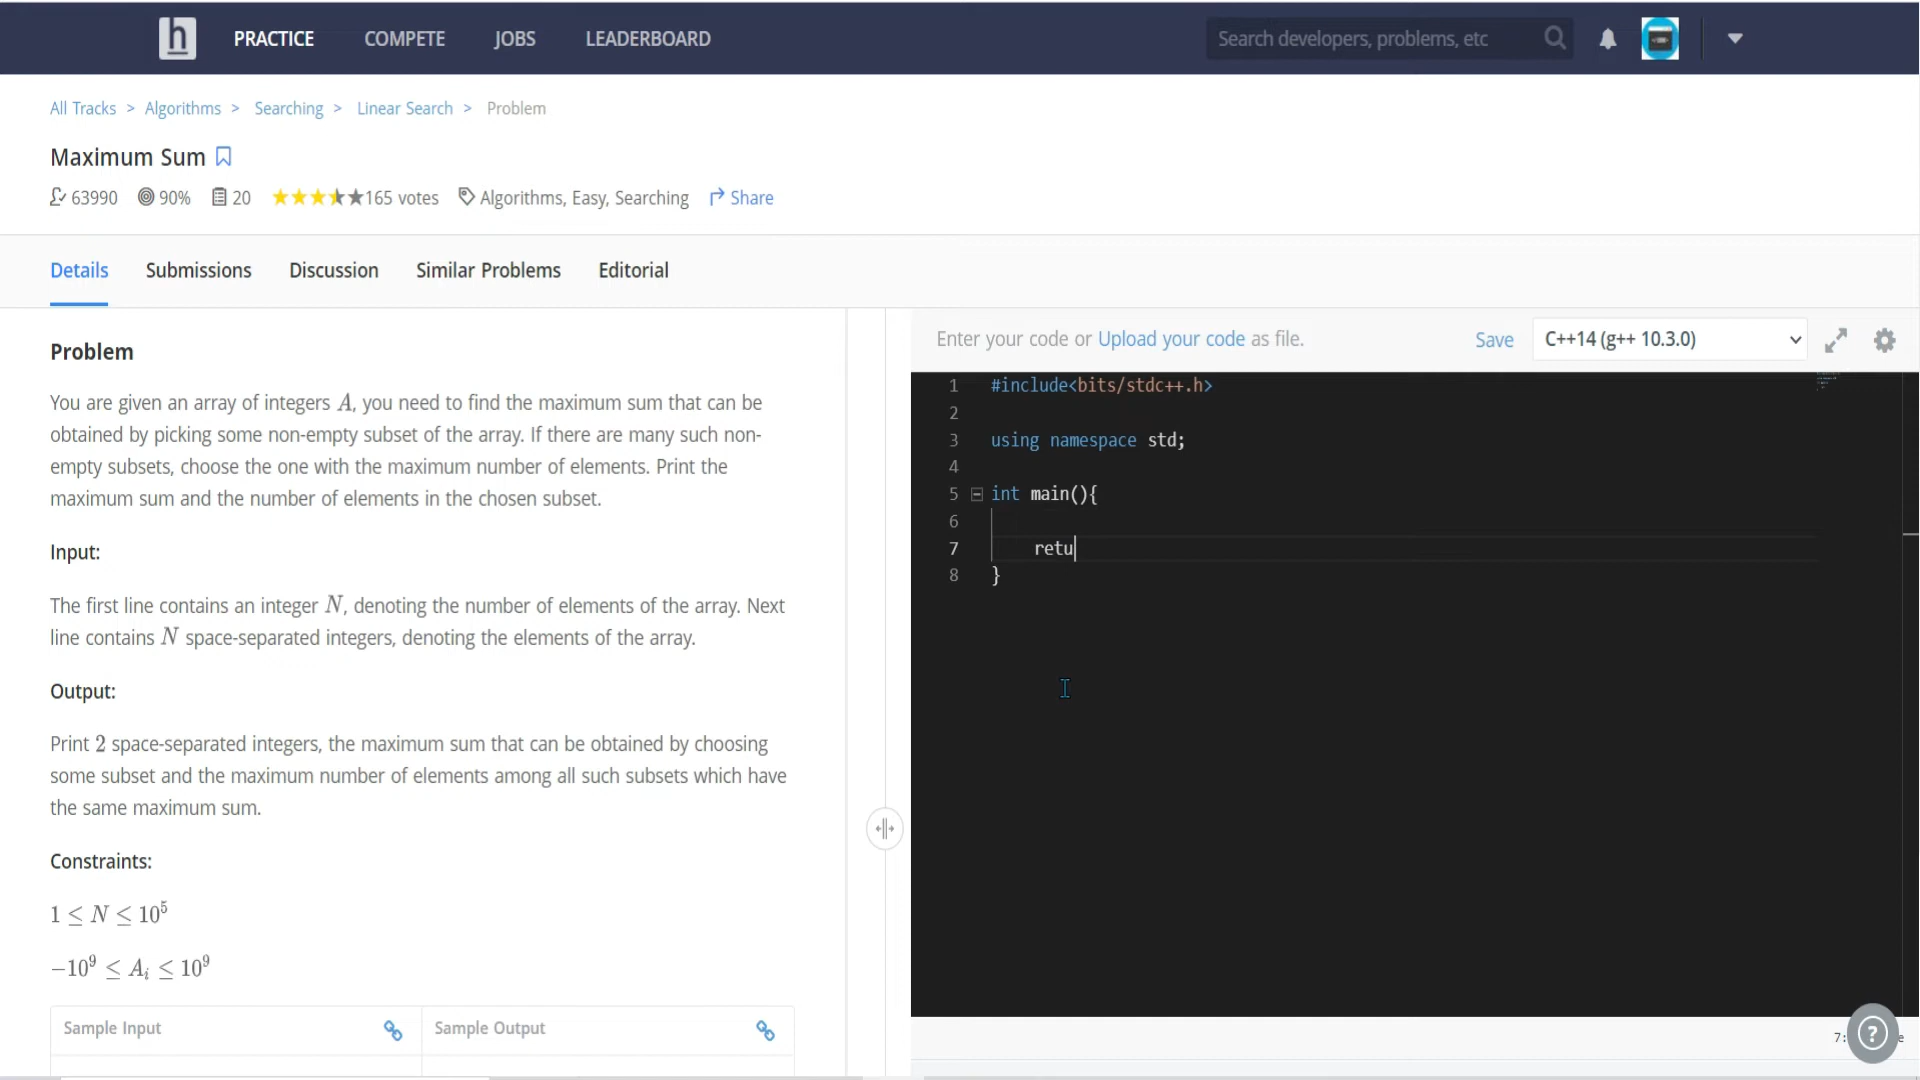 h PRACTICE COMPETE JOBS LEADERBOARD Search developers, problems, etc
All Tracks > Algorithms > Searching > Linear Search > Problem
Maximum Sum
63990 90% 20 165 votes Algorithms, Easy, Searching Share
Details Submissions Discussion Similar Problems Editorial
Problem
You are given an array of integers A, you need to find the maximum sum that can be
obtained by picking some non-empty subset of the array. If there are many such non-
empty subsets, choose the one with the maximum number of elements. Print the
maximum sum and the number of elements in the chosen subset.
Input:
The first line contains an integer N, denoting the number of elements of the array. Next
line contains N space-separated integers, denoting the elements of the array.
Output:
Print 2 space-separated integers, the maximum sum that can be obtained by choosing
some subset and the maximum number of elements among all such subsets which have
the same maximum sum.
Constraints:
1 ≤ N ≤ 10⁵
−10⁹ ≤ Aᵢ ≤ 10⁹
Sample Input Sample Output
Enter your code or Upload your code as file. Save C++14 (g++ 10.3.0)
1 #include<bits/stdc++.h>
2
3 using namespace std;
4
5 int main(){
6
7 retu
8 }
7: ? e